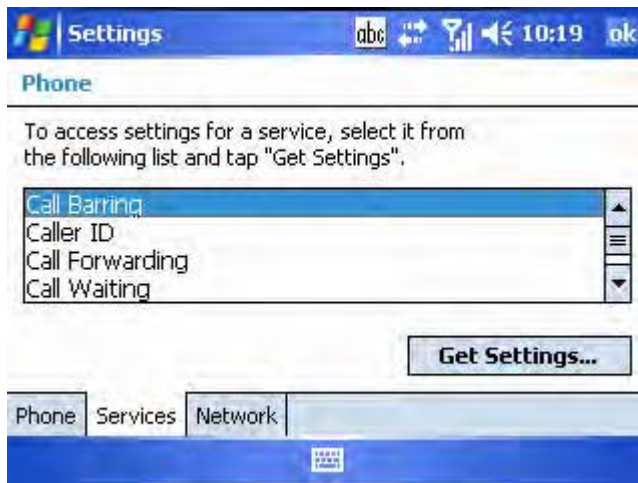 Settings abc 10:19 ok
Phone
To access settings for a service, select it from
the following list and tap "Get Settings".
Call Barring
Caller ID
Call Forwarding
Call Waiting
Get Settings...
Phone Services Network